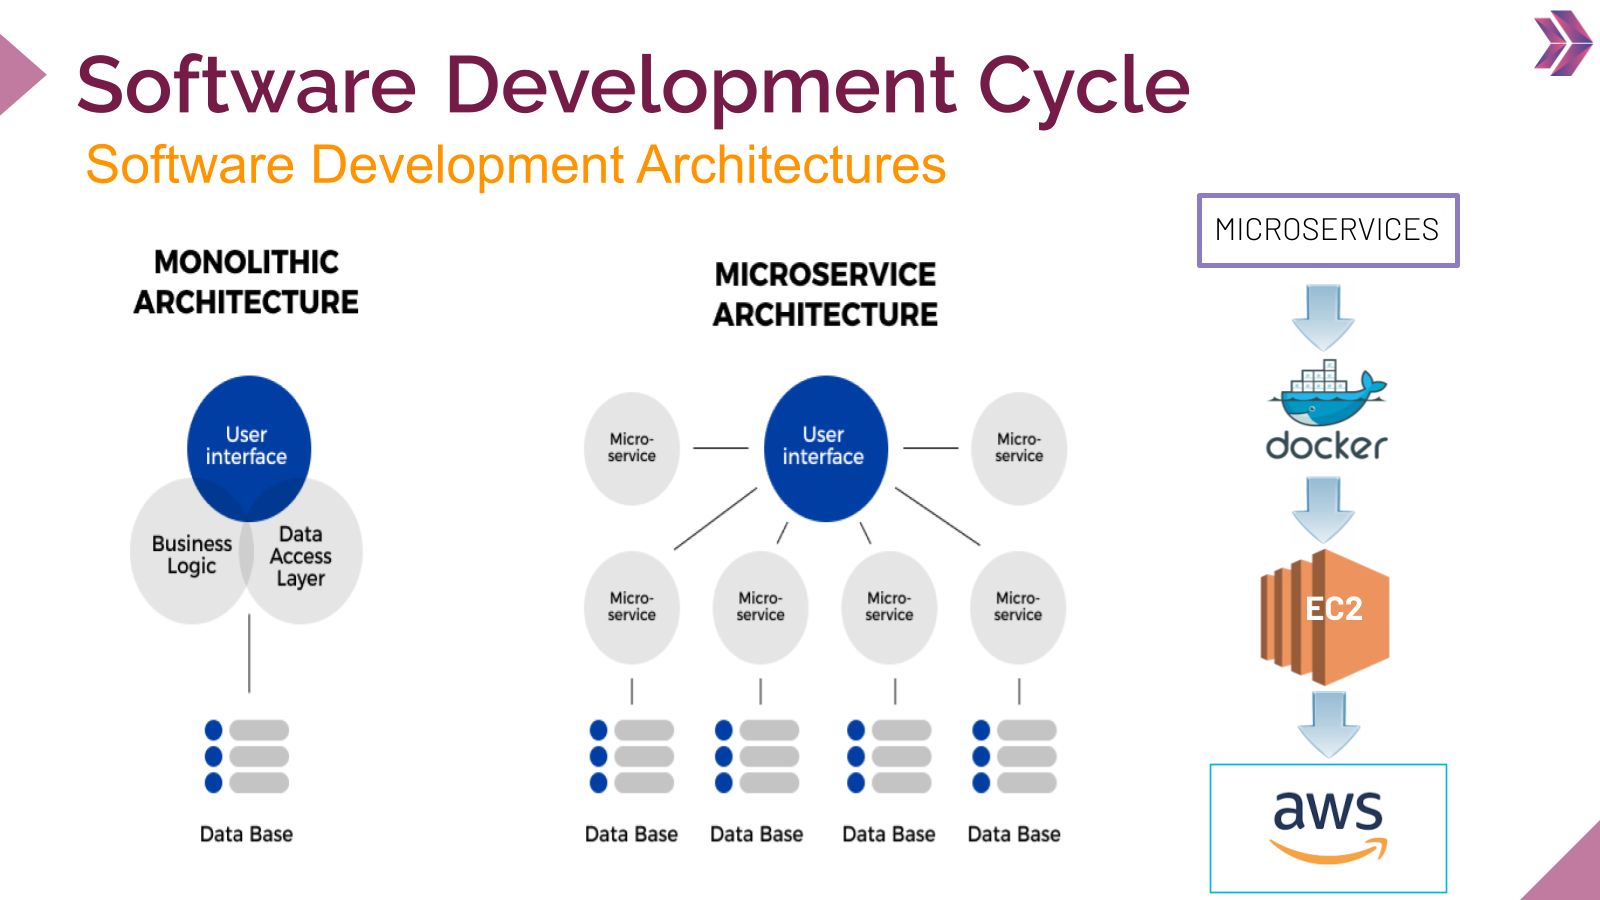 Software Development Cycle
Software Development Architectures
MONOLITHIC
ARCHITECTURE
User
interface
Business
Logic
Data
Access
Layer
Data Base
MICROSERVICE
ARCHITECTURE
Micro-
service
User
interface
Micro-
service
Micro-
service
Micro-
service
Micro-
service
Micro-
service
Data Base
Data Base
Data Base
Data Base
MICROSERVICES
docker
EC2
aws